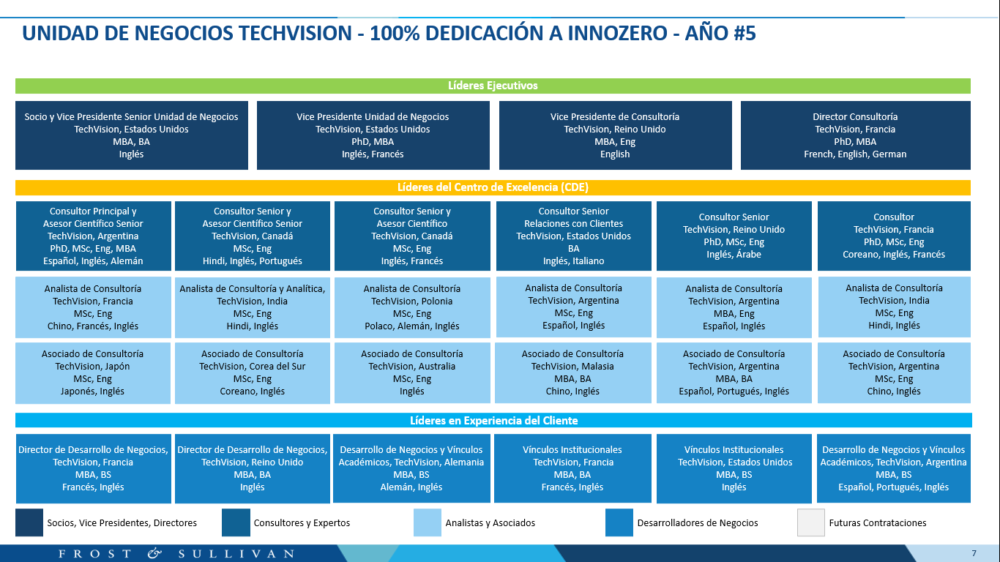 UNIDAD DE NEGOCIOS TECHVISION - 100% DEDICACIÓN A INNOZERO - AÑO #5
Líderes Ejecutivos
Socio y Vice Presidente Senior Unidad de Negocios
TechVision, Estados Unidos
MBA, BA
Inglés
Vice Presidente Unidad de Negocios
TechVision, Estados Unidos
PhD, MBA
Inglés, Francés
Vice Presidente de Consultoría
TechVision, Reino Unido
MBA, Eng
English
Director Consultoría
TechVision, Francia
PhD, MBA
French, English, German
Líderes del Centro de Excelencia (CDE)
Consultor Principal y
Asesor Científico Senior
TechVision, Argentina
PhD, MSc, Eng, MBA
Español, Inglés, Alemán
Consultor Senior y
Asesor Científico Senior
TechVision, Canadá
MSc, Eng
Hindi, Inglés, Portugués
Consultor Senior y
Asesor Científico
TechVision, Canadá
MSc, Eng
Inglés, Francés
Consultor Senior
Relaciones con Clientes
TechVision, Estados Unidos
BA
Inglés, Italiano
Consultor Senior
TechVision, Reino Unido
PhD, MSc, Eng
Inglés, Árabe
Consultor
TechVision, Francia
PhD, MSc, Eng
Coreano, Inglés, Francés
Analista de Consultoría
TechVision, Francia
MSc, Eng
Chino, Francés, Inglés
Analista de Consultoría y Analítica,
TechVision, India
MSc, Eng
Hindi, Inglés
Analista de Consultoría
TechVision, Polonia
MSc, Eng
Polaco, Alemán, Inglés
Analista de Consultoría
TechVision, Argentina
MSc, Eng
Español, Inglés
Analista de Consultoría
TechVision, Argentina
MBA, Eng
Español, Inglés
Analista de Consultoría
TechVision, India
MSc, Eng
Hindi, Inglés
Asociado de Consultoría
TechVision, Japón
MSc, Eng
Japonés, Inglés
Asociado de Consultoría
TechVision, Corea del Sur
MSc, Eng
Coreano, Inglés
Asociado de Consultoría
TechVision, Australia
MSc, Eng
Inglés
Asociado de Consultoría
TechVision, Malasia
MBA, BA
Chino, Inglés
Asociado de Consultoría
TechVision, Argentina
MBA, BA
Español, Portugués, Inglés
Asociado de Consultoría
TechVision, Argentina
MSc, Eng
Chino, Inglés
Líderes en Experiencia del Cliente
Director de Desarrollo de Negocios,
TechVision, Francia
MBA, BS
Francés, Inglés
Director de Desarrollo de Negocios,
TechVision, Reino Unido
MBA, BA
Inglés
Desarrollo de Negocios y Vínculos
Académicos, TechVision, Alemania
MBA, BS
Alemán, Inglés
Vínculos Institucionales
TechVision, Francia
MBA, BA
Francés, Inglés
Vínculos Institucionales
TechVision, Estados Unidos
MBA, BS
Inglés
Desarrollo de Negocios y Vínculos
Académicos, TechVision, Argentina
MBA, BS
Español, Portugués, Inglés
Socios, Vice Presidentes, Directores
Consultores y Expertos
Analistas y Asociados
Desarrolladores de Negocios
Futuras Contrataciones
FROST & SULLIVAN
7